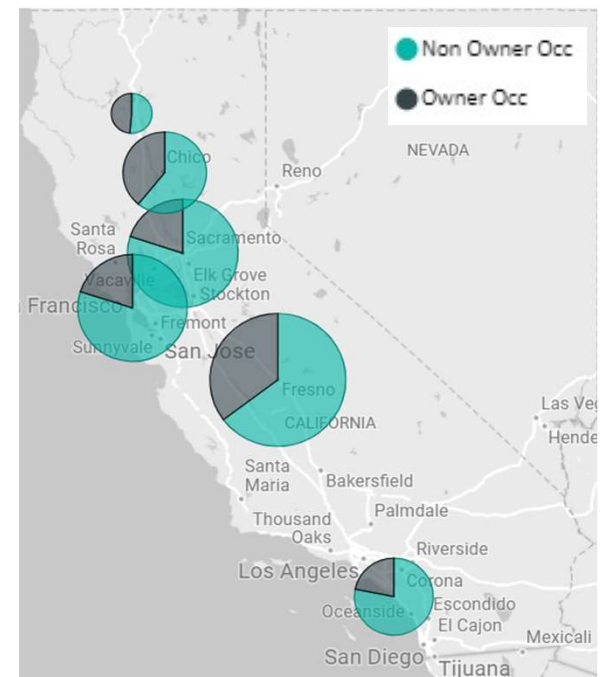 Non Owner Occ
Owner Occ
NEVADA
Chico
Reno
Santa
Rosa
Sacramento
Vacaville
Elk Grove
Stockton
Francisco
Fremont
Sunnyvale
San Jose
Fresno
CALIFORNIA
Las Ve
Hende
Santa
Maria
Bakersfield
Palmdale
Thousand
Oaks
Riverside
Los Angeles
Corona
Oceanside
Escondido
El Cajon
Mexicali
San Diego
Tijuana